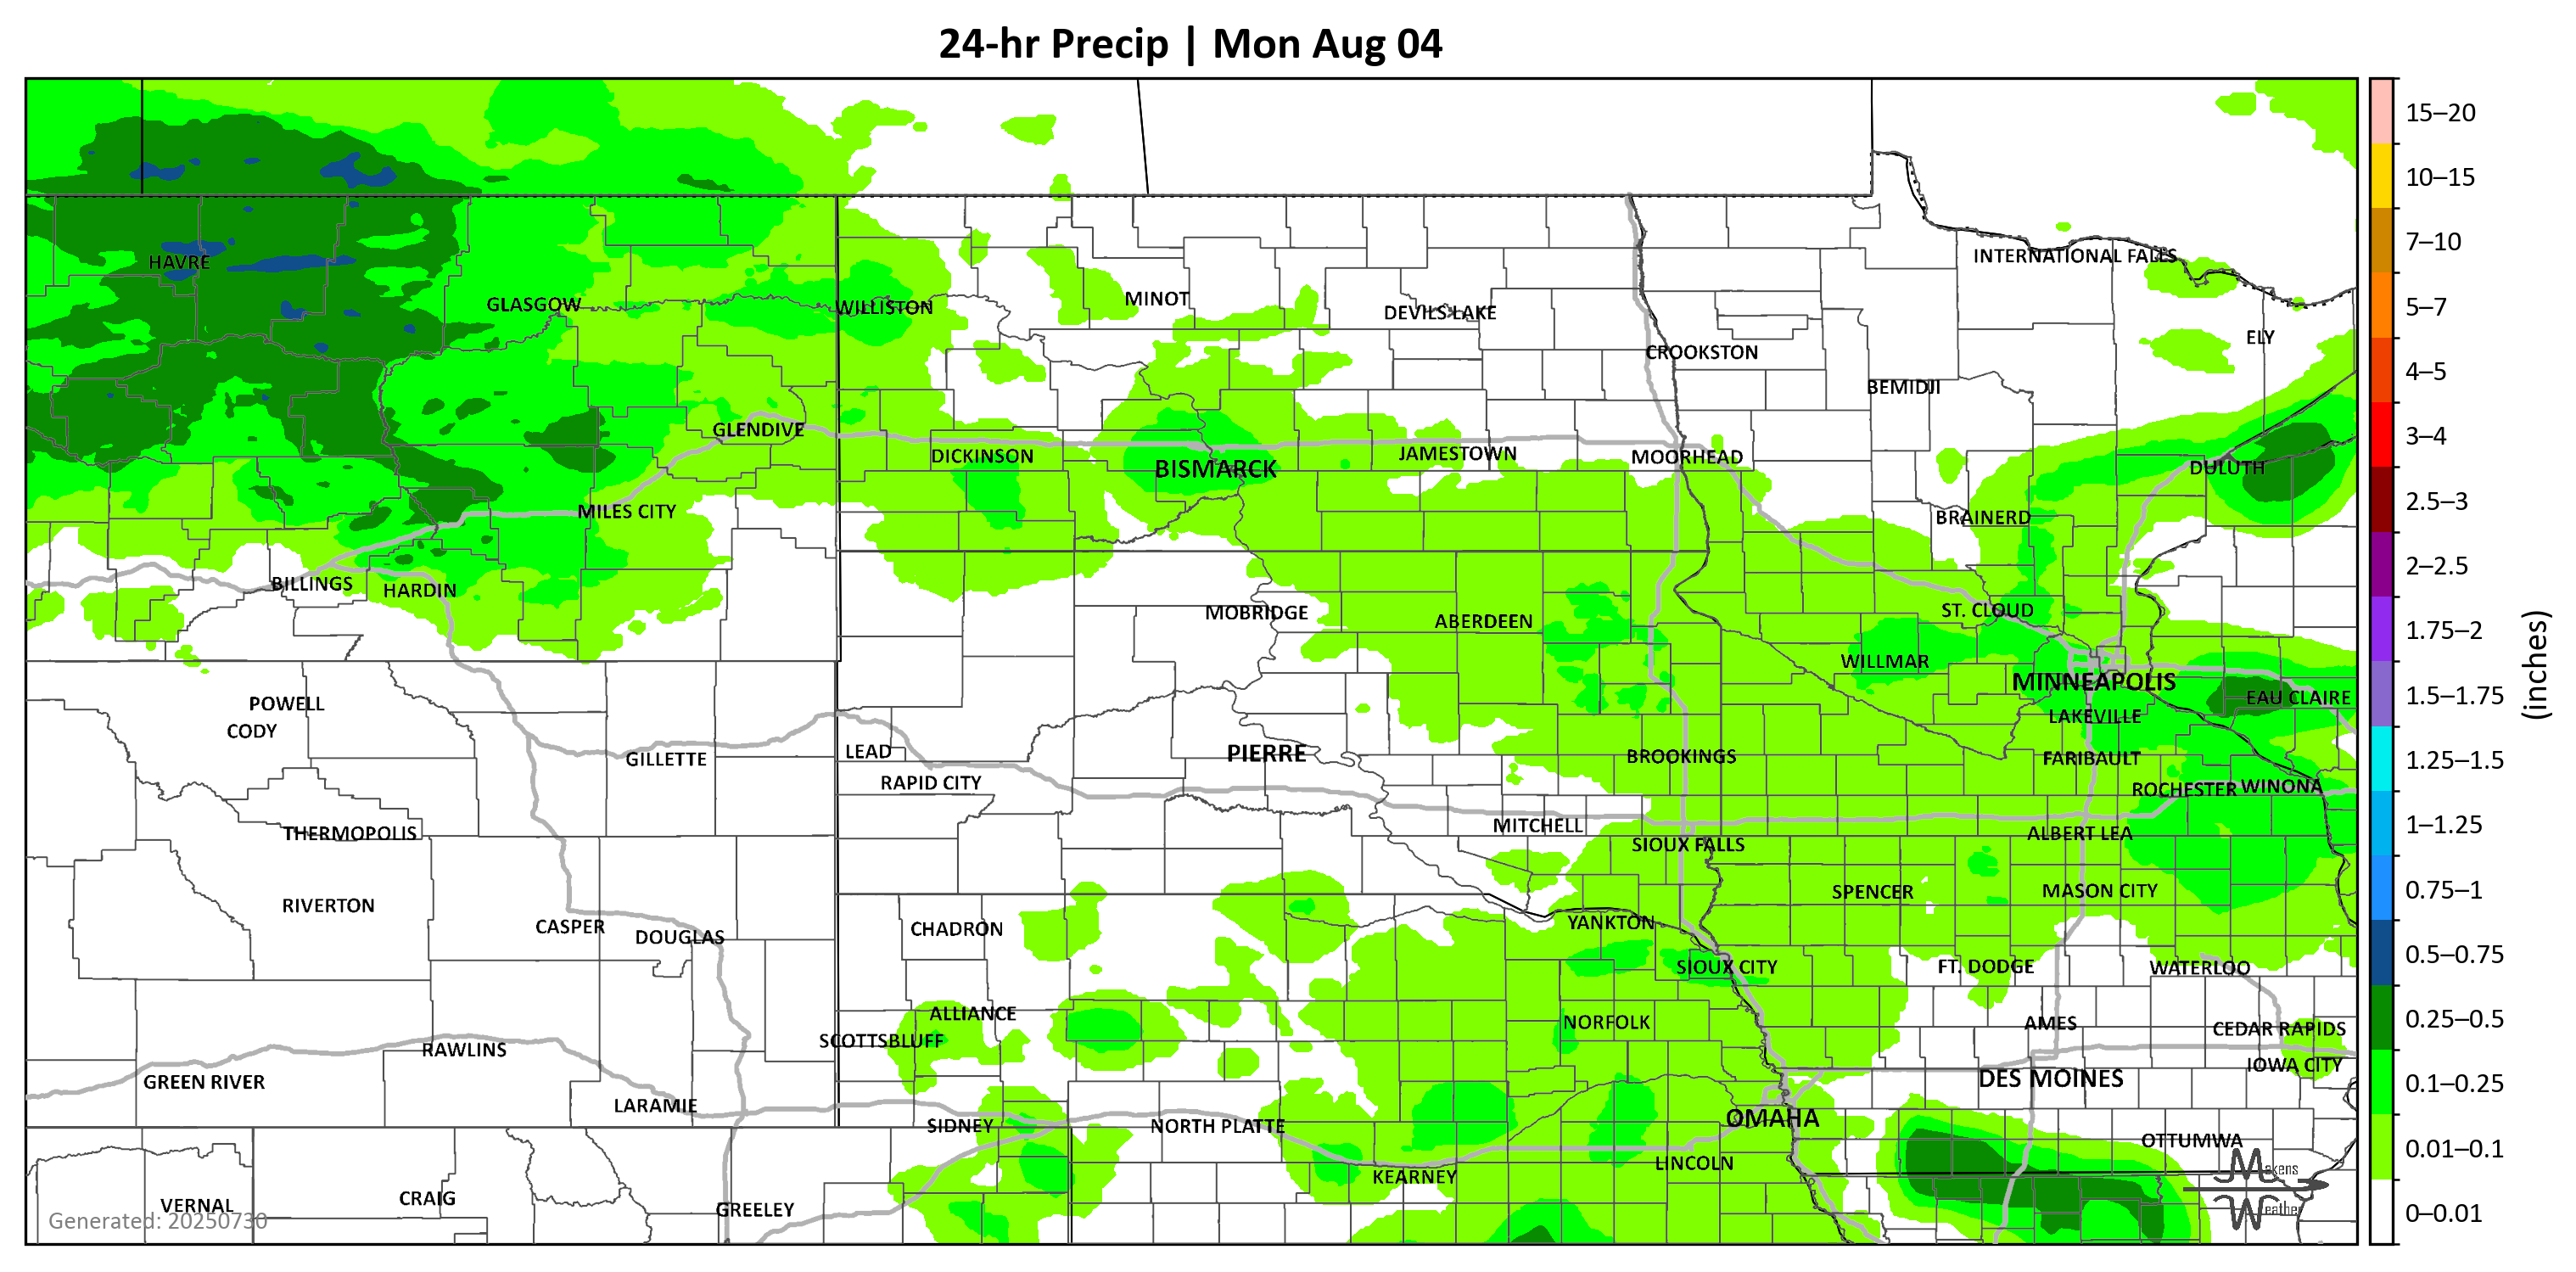 24-hr Precip | Mon Aug 04
15–20
10–15
7–10
5–7
4–5
3–4
2.5–3
2–2.5
1.75–2
1.5–1.75
1.25–1.5
1–1.25
0.75–1
0.5–0.75
0.25–0.5
0.1–0.25
0.01–0.1
0–0.01
(inches)
INTERNATIONAL FALLS
HAVRE
GLASGOW
WILLISTON
MINOT
DEVILS LAKE
ELY
CROOKSTON
BEMIDJI
GLENDIVE
DICKINSON
BISMARCK
JAMESTOWN
MOORHEAD
DULUTH
MILES CITY
BRAINERD
BILLINGS
HARDIN
MOBRIDGE
ABERDEEN
ST. CLOUD
WILLMAR
MINNEAPOLIS
EAU CLAIRE
POWELL
CODY
LAKEVILLE
GILLETTE
LEAD
PIERRE
BROOKINGS
FARIBAULT
RAPID CITY
ROCHESTER
WINONA
THERMOPOLIS
MITCHELL
ALBERT LEA
SIOUX FALLS
RIVERTON
SPENCER
MASON CITY
CASPER
DOUGLAS
CHADRON
YANKTON
SIOUX CITY
FT. DODGE
WATERLOO
ALLIANCE
NORFOLK
AMES
CEDAR RAPIDS
SCOTTSBLUFF
RAWLINS
IOWA CITY
GREEN RIVER
DES MOINES
LARAMIE
SIDNEY
NORTH PLATTE
OMAHA
OTTUMWA
LINCOLN
KEARNEY
VERNAL
CRAIG
GREELEY
Makens
Weather
Generated: 20250730